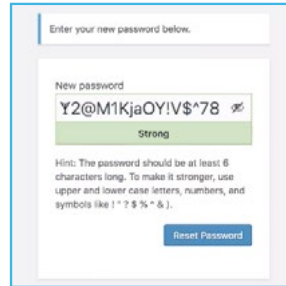 Enter your new password below.
New password
Y2@M1KjaOY!V$^78
Strong
Hint: The password should be at least 6
characters long. To make it stronger, use
upper and lower case letters, numbers, and
symbols like ! " ? $ % ^ & ).
Reset Password